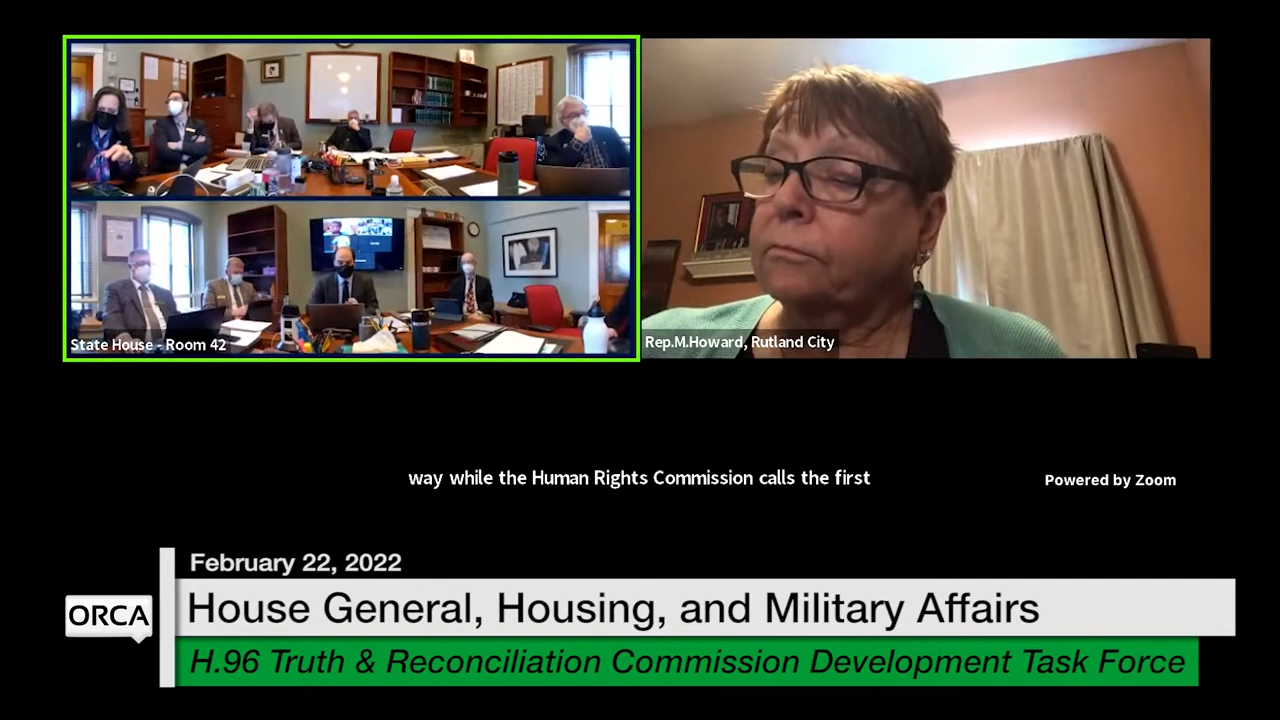 State House - Room 42
Rep.M.Howard, Rutland City
way while the Human Rights Commission calls the first
Powered by Zoom
February 22, 2022
ORCA
House General, Housing, and Military Affairs
H.96 Truth & Reconciliation Commission Development Task Force